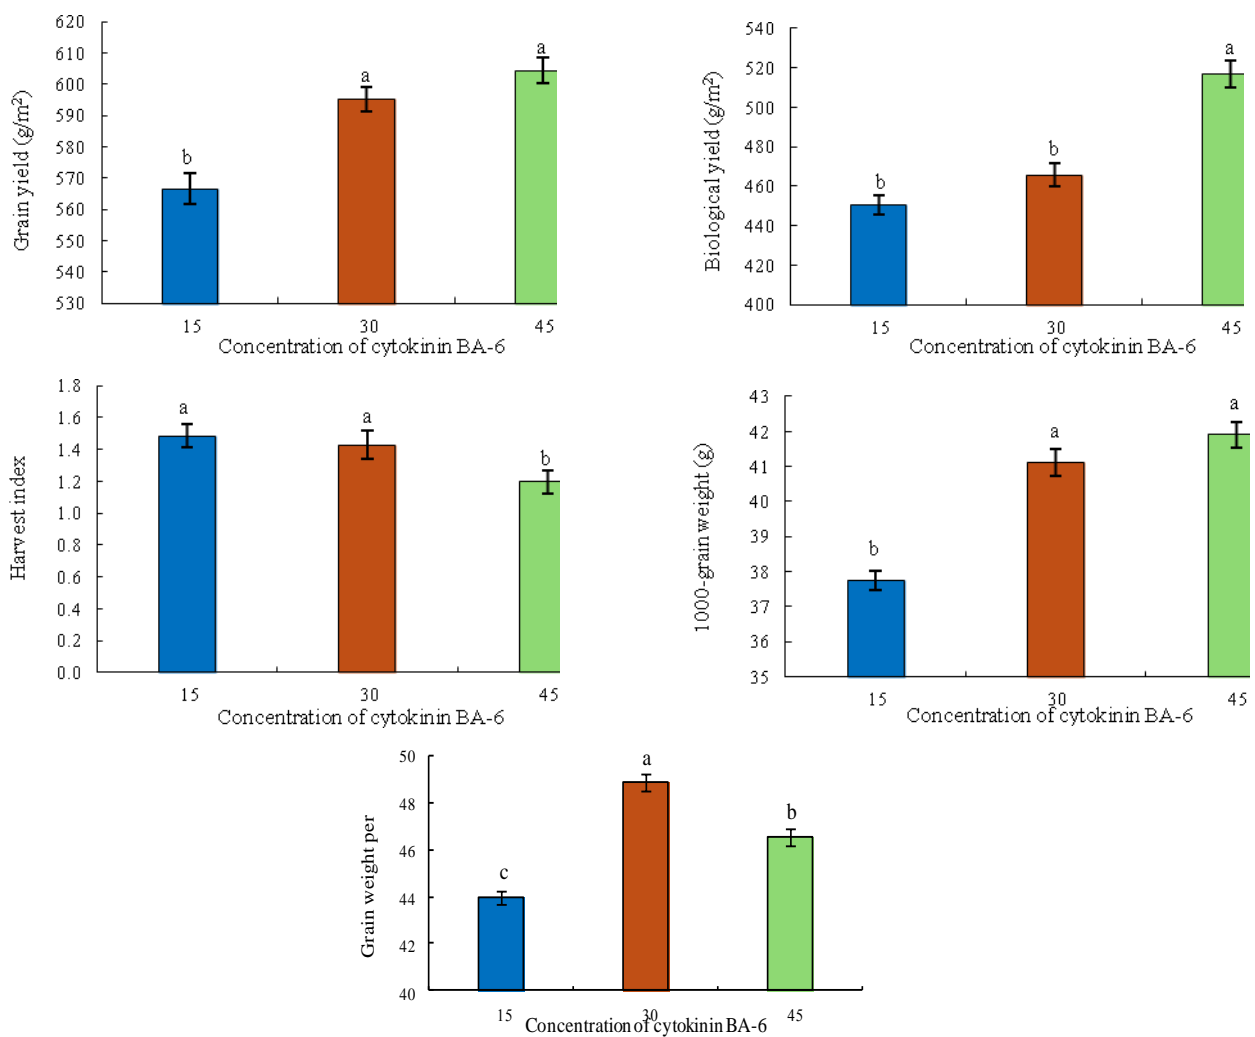 620
610
600
590
580
570
560
550
540
530
Grain yield (g/m²)
b
a
a
15
30
45
Concentration of cytokinin BA-6
540
520
500
480
460
440
420
400
Biological yield (g/m²)
b
b
a
15
30
45
Concentration of cytokinin BA-6
1.8
1.6
1.4
1.2
1.0
0.8
0.6
0.4
0.2
0.0
Harvest index
a
a
b
15
30
45
Concentration of cytokinin BA-6
43
42
41
40
39
38
37
36
35
1000-grain weight (g)
b
a
a
15
30
45
Concentration of cytokinin BA-6
50
48
46
44
42
40
Grain weight per
c
a
b
15
30
45
Concentration of cytokinin BA-6